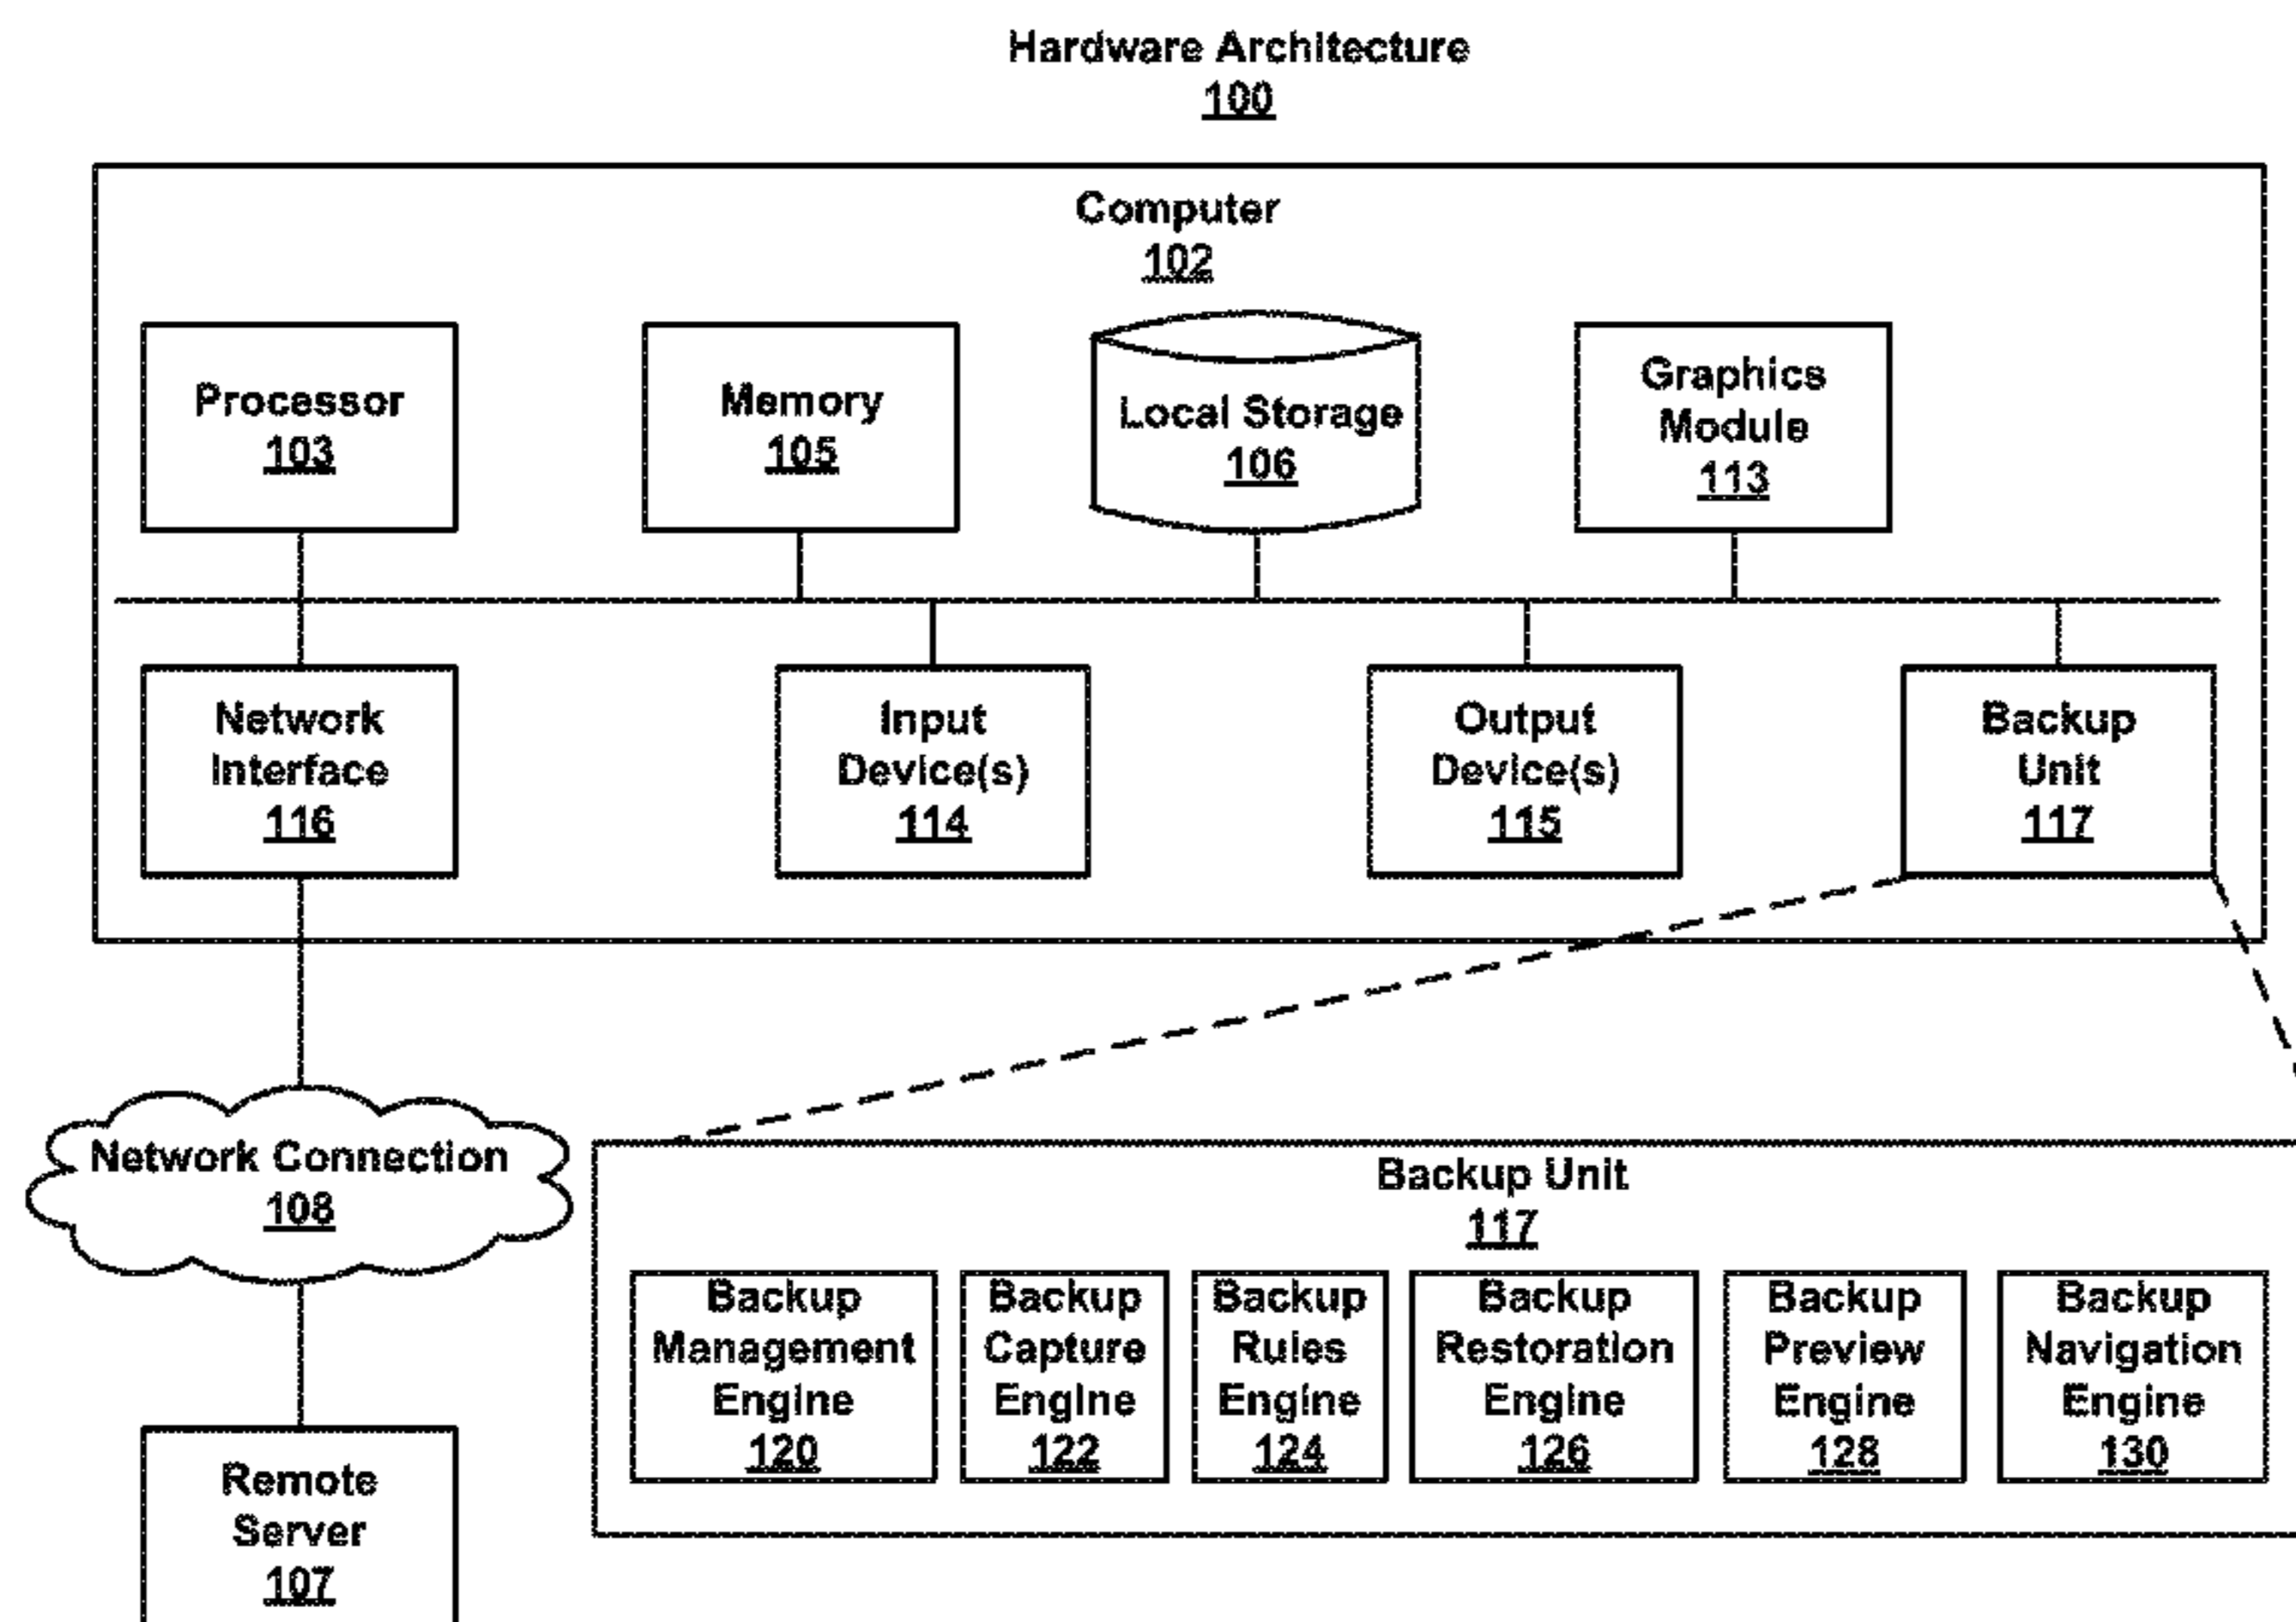 Hardware Architecture
100
Computer
102
Processor
103
Memory
105
Local Storage
106
Graphics
Module
113
Network
Interface
116
Input
Device(s)
114
Output
Device(s)
115
Backup
Unit
117
Network Connection
108
Remote
Server
107
Backup Unit
117
Backup
Management
Engine
120
Backup
Capture
Engine
122
Backup
Rules
Engine
124
Backup
Restoration
Engine
126
Backup
Preview
Engine
128
Backup
Navigation
Engine
130